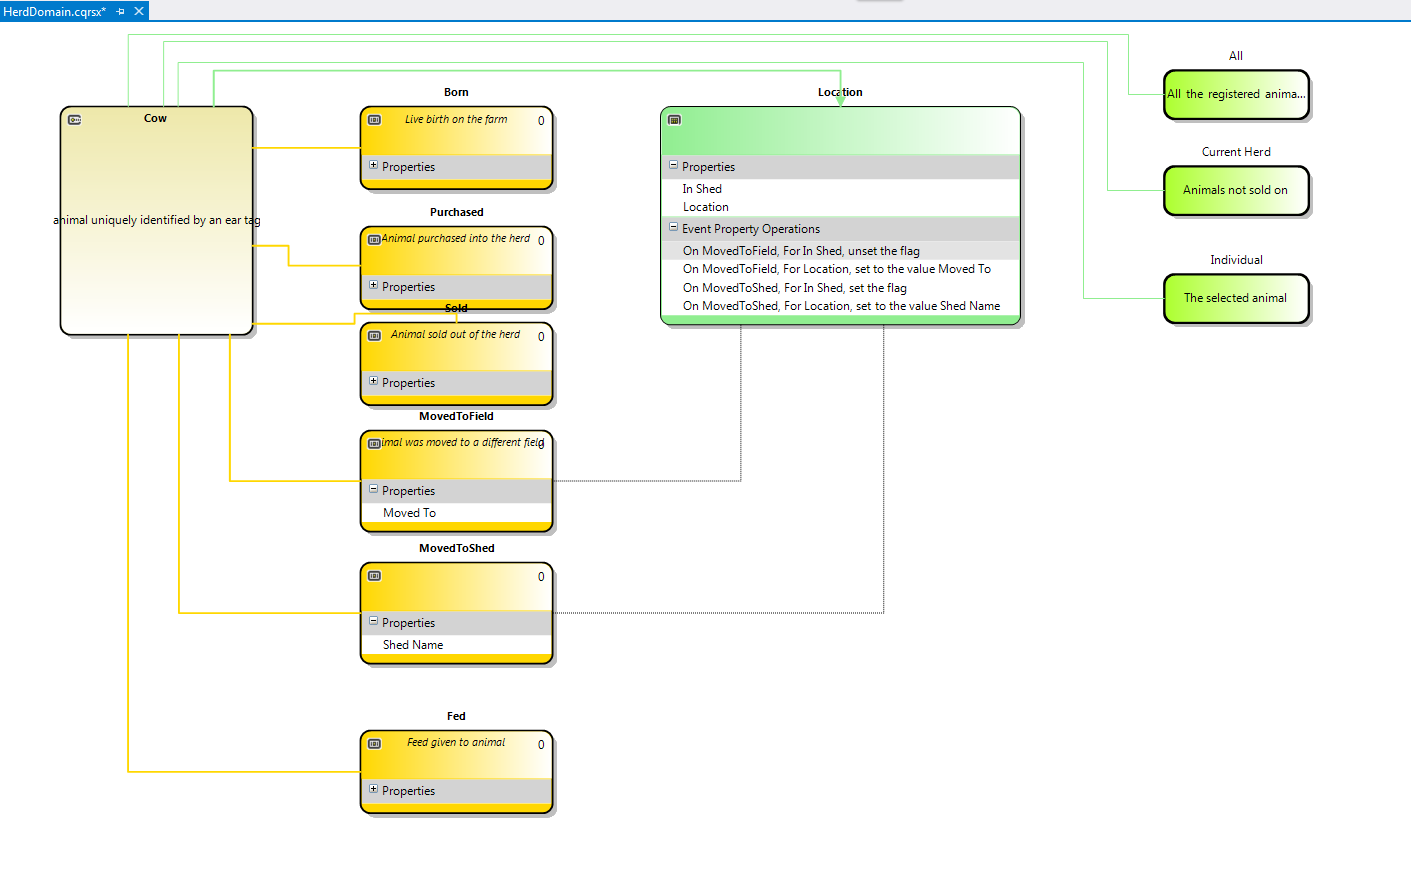 HerdDomain.cqrsx*
Cow
animal uniquely identified by an ear tag
Born
Live birth on the farm
0
Properties
Purchased
Animal purchased into the herd
0
Properties
Sold
Animal sold out of the herd
0
Properties
MovedToField
imal was moved to a different field
0
Properties
Moved To
MovedToShed
0
Properties
Shed Name
Fed
Feed given to animal
0
Properties
Location
Properties
In Shed
Location
Event Property Operations
On MovedToField, For In Shed, unset the flag
On MovedToField, For Location, set to the value Moved To
On MovedToShed, For In Shed, set the flag
On MovedToShed, For Location, set to the value Shed Name
All
All the registered anima...
Current Herd
Animals not sold on
Individual
The selected animal